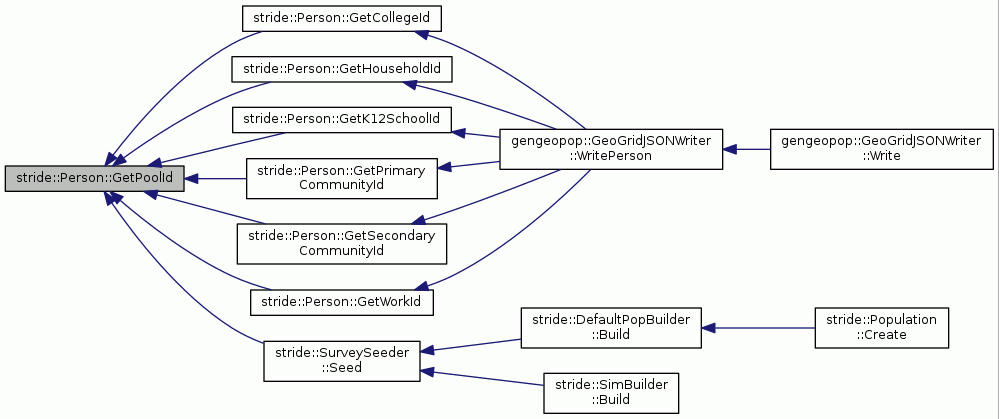 stride::Person::GetCollegeId
stride::Person::GetHouseholdId
stride::Person::GetK12SchoolId
gengeopop::GeoGridJSONWriter
::WritePerson
gengeopop::GeoGridJSONWriter
::Write
stride::Person::GetPoolId
stride::Person::GetPrimary
CommunityId
stride::Person::GetSecondary
CommunityId
stride::Person::GetWorkId
stride::DefaultPopBuilder
::Build
stride::Population
::Create
stride::SurveySeeder
::Seed
stride::SimBuilder
::Build